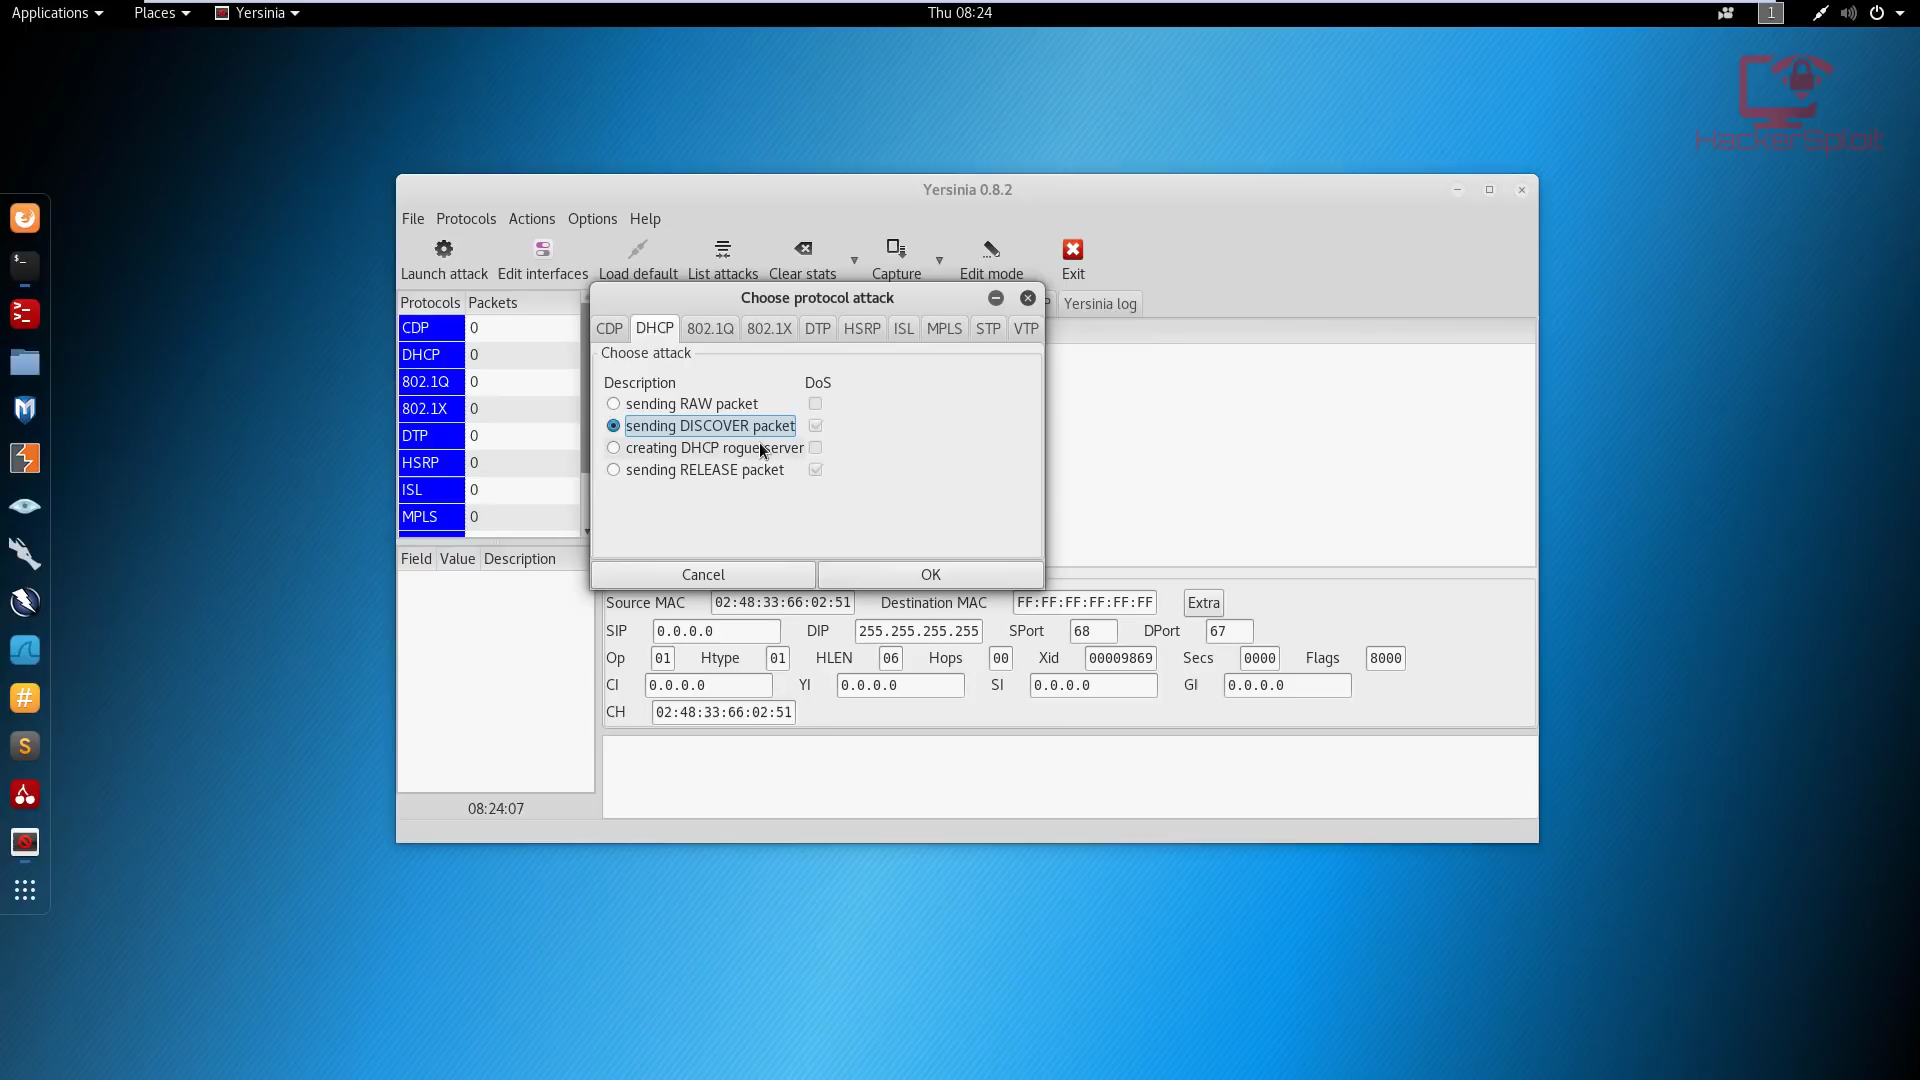 Applications Places Yersinia Thu 08:24 1
HackerSploit
Yersinia 0.8.2
File Protocols Actions Options Help
Launch attack Edit interfaces Load default List attacks Clear stats Capture Edit mode Exit
Protocols Packets
CDP 0
DHCP 0
802.1Q 0
802.1X 0
DTP 0
HSRP 0
ISL 0
MPLS 0
Choose protocol attack
CDP DHCP 802.1Q 802.1X DTP HSRP ISL MPLS STP VTP
Choose attack
Description DoS
sending RAW packet
sending DISCOVER packet
creating DHCP rogue server
sending RELEASE packet
Cancel OK
P Yersinia log
Field Value Description
Source MAC 02:48:33:66:02:51 Destination MAC FF:FF:FF:FF:FF:FF Extra
SIP 0.0.0.0 DIP 255.255.255.255 SPort 68 DPort 67
Op 01 Htype 01 HLEN 06 Hops 00 Xid 00009869 Secs 0000 Flags 8000
CI 0.0.0.0 YI 0.0.0.0 SI 0.0.0.0 GI 0.0.0.0
CH 02:48:33:66:02:51
08:24:07